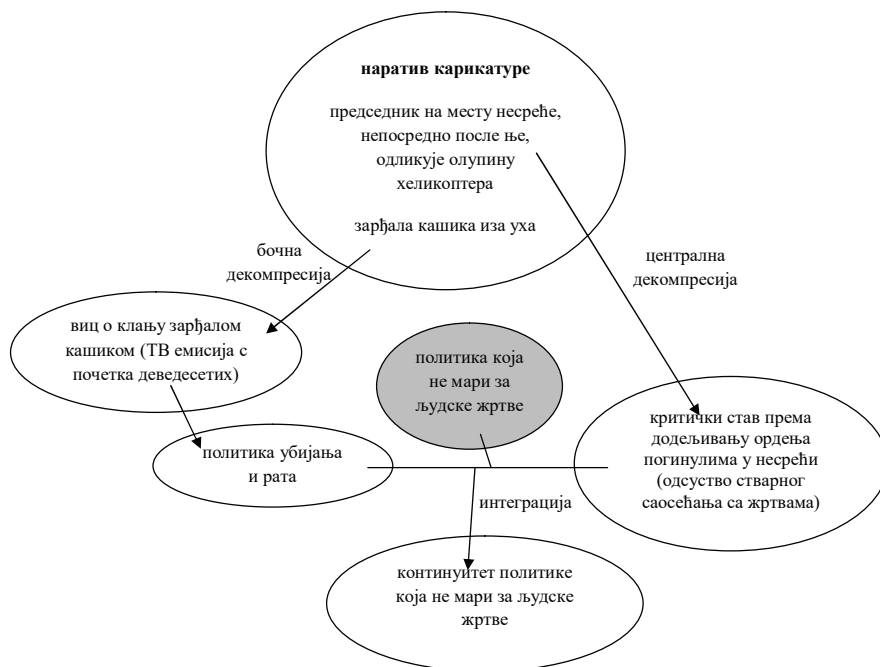 наратив карикатуре
председник на месту несреће,
непосредно после ње,
одликује олупину
хеликоптера
зарђала кашика иза уха
бочна
декомпресија
централна
декомпресија
виц о клању зарђалом
кашиком (ТВ емисија с
почетка деведесетих)
политика која
не мари за
људске жртве
критички став према
додељивању ордења
погинулима у несрећи
(одсуство стварног
саосећања са жртвама)
политика убијања
и рата
интеграција
континуитет политике
која не мари за људске
жртве